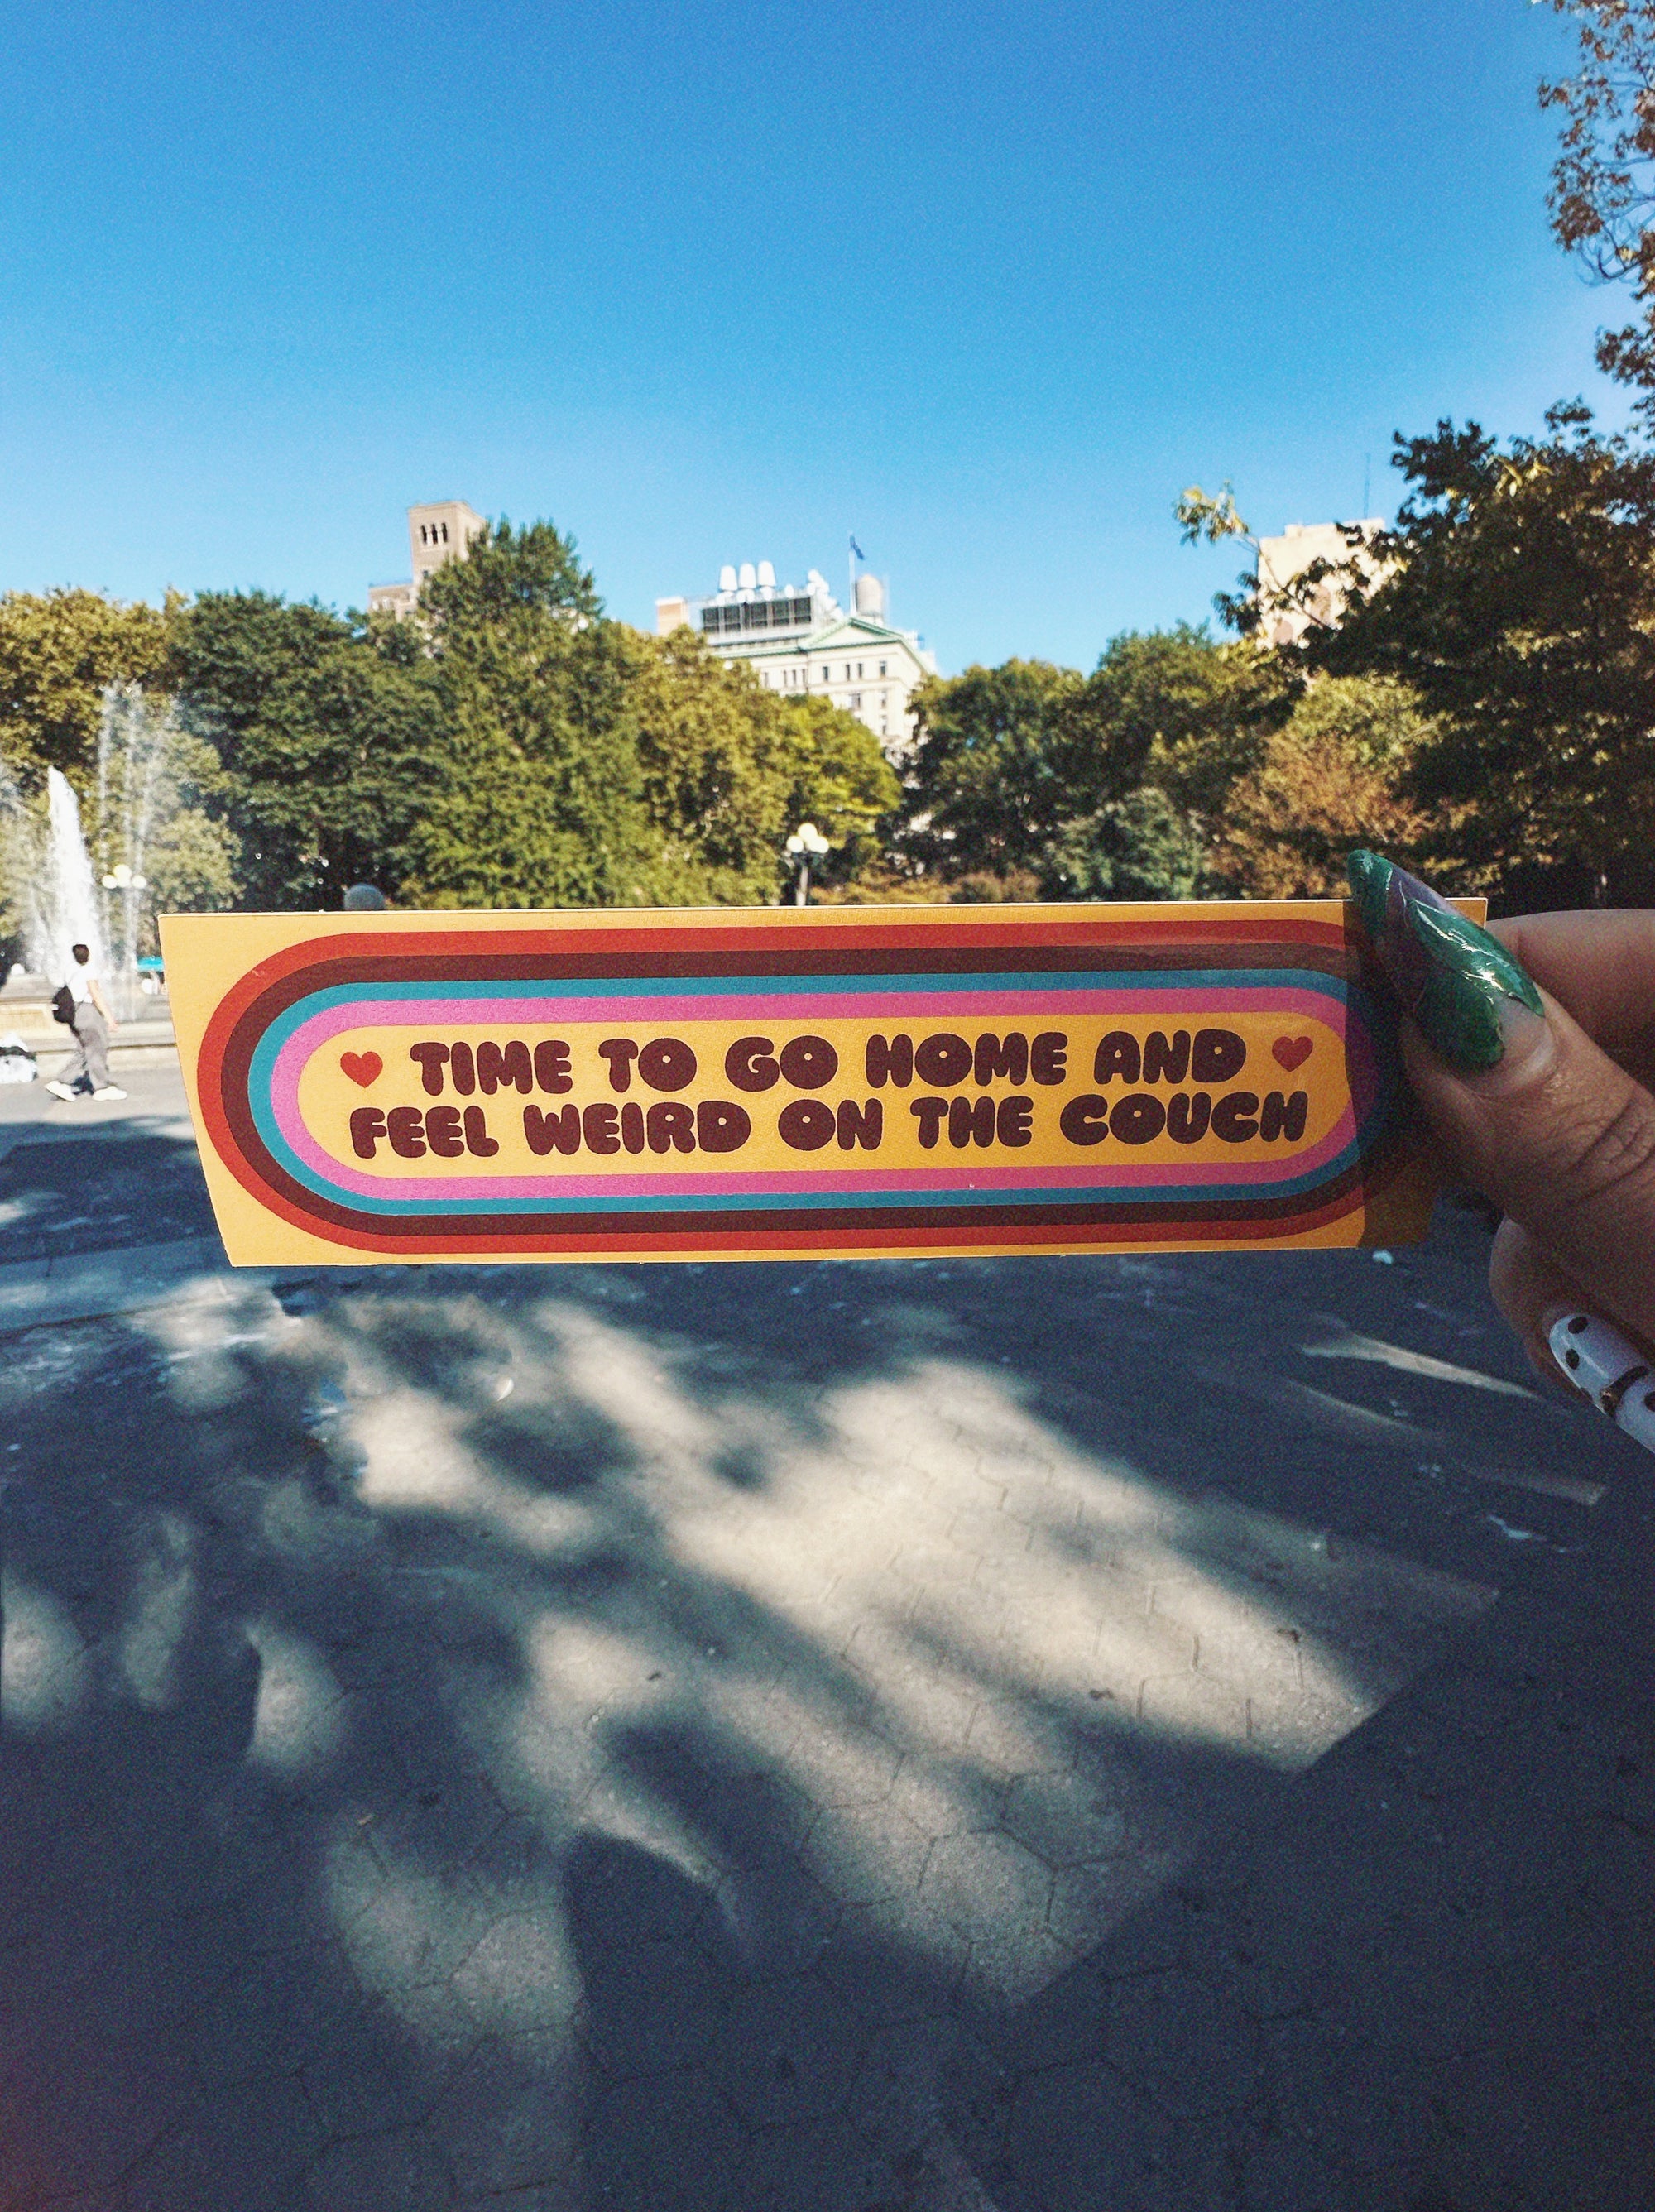 TIME TO GO HOME AND
FEEL WEIRD ON THE COUCH